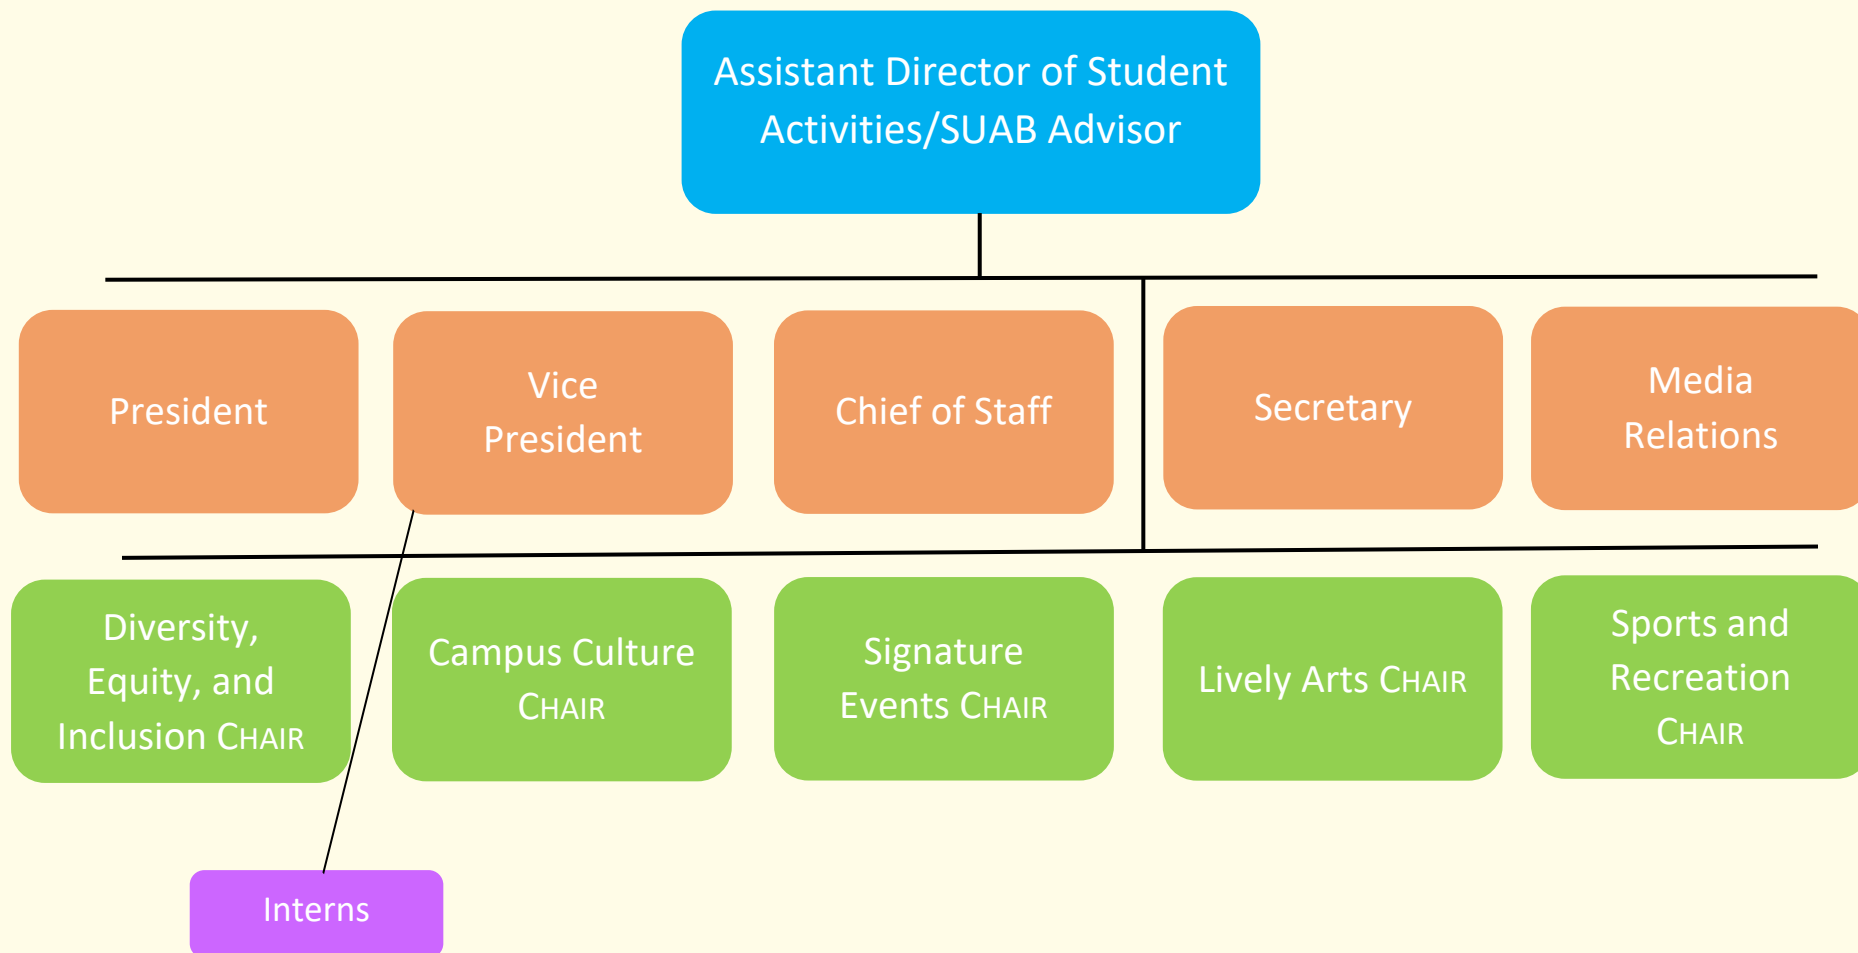 Assistant Director of Student
Activities/SUAB Advisor
President
Vice
President
Chief of Staff
Secretary
Media
Relations
Diversity,
Equity, and
Inclusion CHAIR
Campus Culture
CHAIR
Signature
Events CHAIR
Lively Arts CHAIR
Sports and
Recreation
CHAIR
Interns